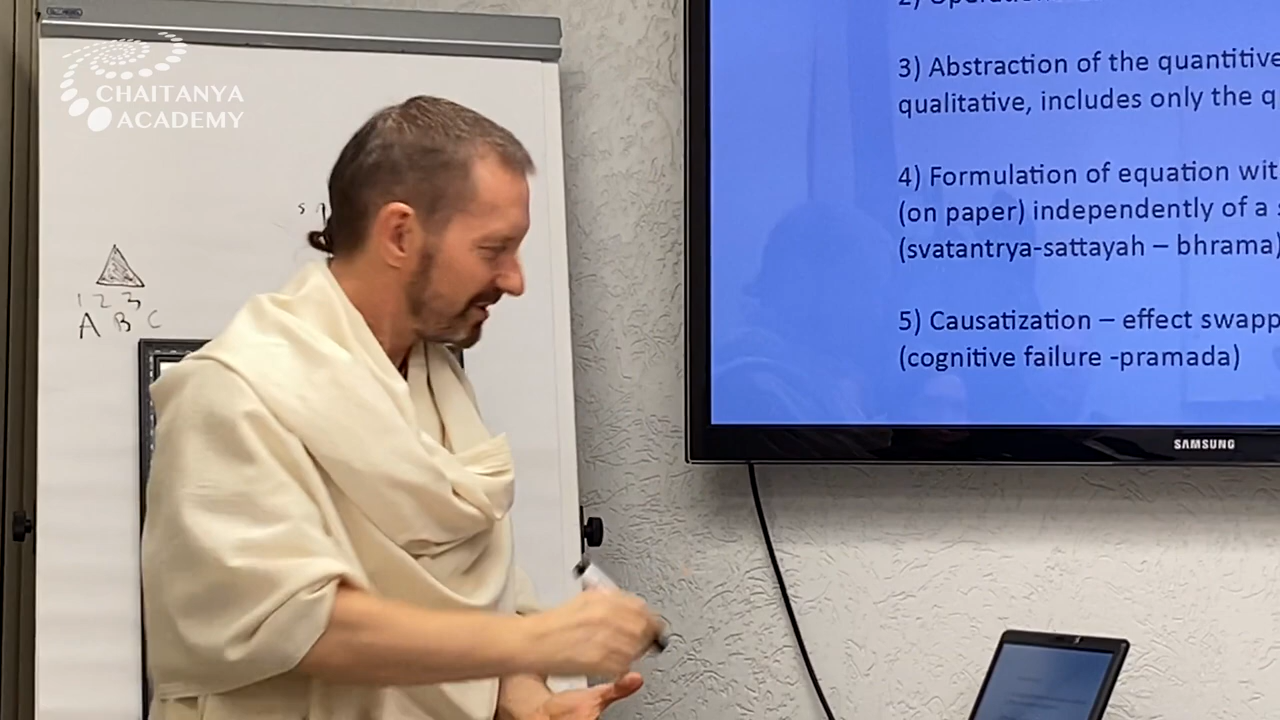 CHAITANYA
ACADEMY
3) Abstraction of the quantitive
qualitative, includes only the q
4) Formulation of equation wit
(on paper) independently of a s
(svatantrya-sattayah – bhrama)
5) Causatization – effect swapp
(cognitive failure -pramada)
SAMSUNG
1 2 3
A B C